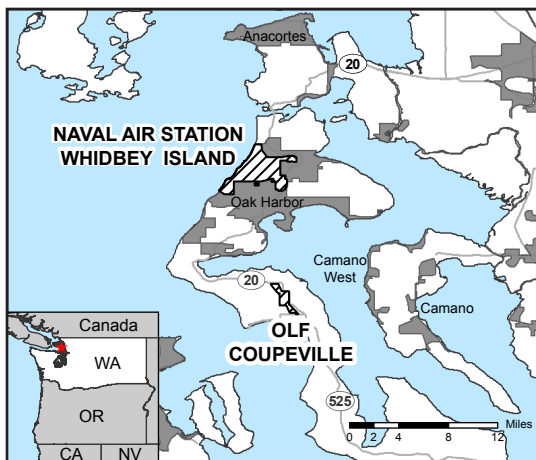 Anacortes
20
NAVAL AIR STATION
WHIDBEY ISLAND
Oak Harbor
Camano
West
20
Camano
OLF
COUPEVILLE
Canada
WA
OR
CA
NV
525
Miles
0 2 4 8 12